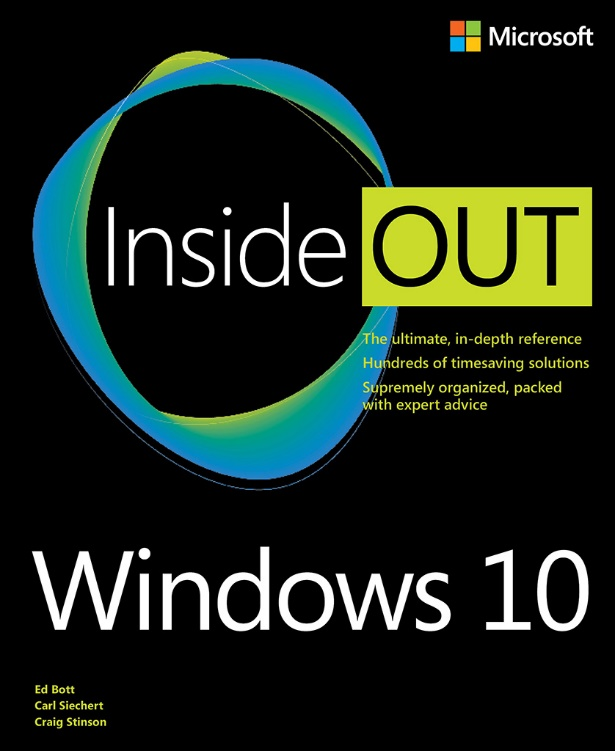 Microsoft
Inside OUT
The ultimate, in-depth reference
Hundreds of timesaving solutions
Supremely organized, packed
with expert advice
Windows 10
Ed Bott
Carl Siechert
Craig Stinson